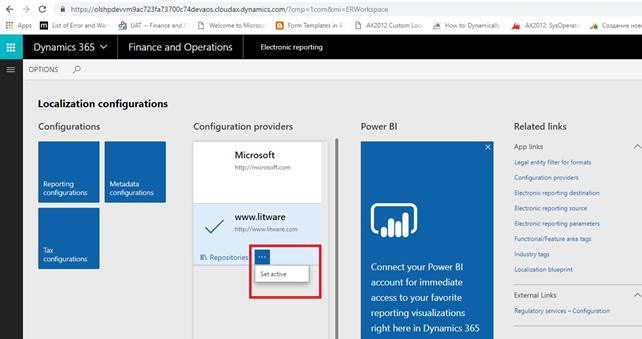 https://olshpdevvm9ac723fa73700c74devaos.cloudax.dynamics.com/?cmp=1com&mi=ERWorkspace
List of Error and Warn
UAT — Finance and O
Welcome to Microsoft
Form Templates in A
AX2012 Custom Loo
How to: Dynamically
AX2012: SysOperat
Создание нов
Dynamics 365
Finance and Operations
Electronic reporting
OPTIONS
Localization configurations
Configurations
Reporting
configurations
Metadata
configurations
Tax
configurations
Configuration providers
Microsoft
http://microsoft.com
www.litware
http://www.litware.com
Repositories
...
Set active
Power BI
Connect your Power BI
account for immediate
access to your favorite
reporting visualizations
right here in Dynamics 365
Related links
App links
Legal entity filter for formats
Configuration providers
Electronic reporting destination
Electronic reporting source
Electronic reporting parameters
Functional/Feature area tags
Industry tags
Localization blueprint
External Links
Regulatory services – Configuration